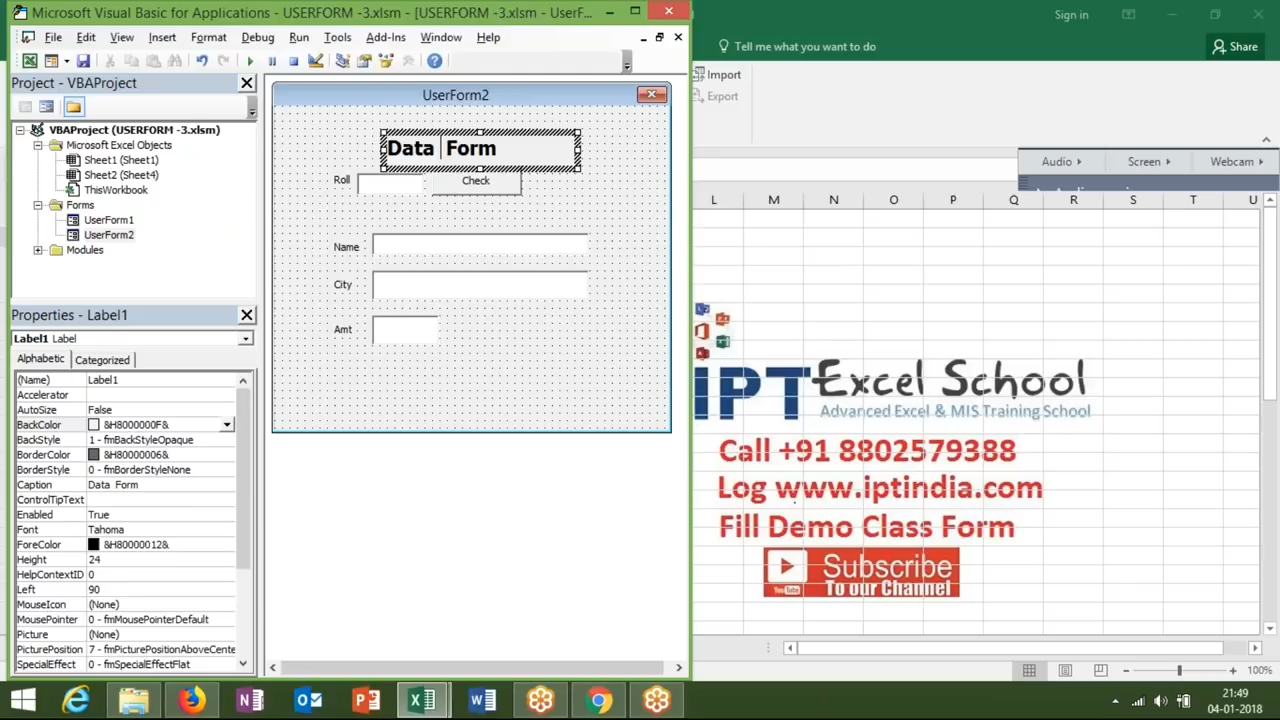 Microsoft Visual Basic for Applications - USERFORM -3.xlsm - [USERFORM -3.xlsm - UserF...
File Edit View Insert Format Debug Run Tools Add-Ins Window Help
Project - VBAProject
VBAProject (USERFORM -3.xlsm)
Microsoft Excel Objects
Sheet1 (Sheet1)
Sheet2 (Sheet4)
ThisWorkbook
Forms
UserForm1
UserForm2
Modules
Properties - Label1
Label1 Label
Alphabetic Categorized
(Name) Label1
Accelerator
AutoSize False
BackColor &H8000000F&
BackStyle 1 - fmBackStyleOpaque
BorderColor &H80000006&
BorderStyle 0 - fmBorderStyleNone
Caption Data  Form
ControlTipText
Enabled True
Font Tahoma
ForeColor &H80000012&
Height 24
HelpContextID 0
Left 90
MouseIcon (None)
MousePointer 0 - fmMousePointerDefault
Picture (None)
PicturePosition 7 - fmPicturePositionAboveCente
SpecialEffect 0 - fmSpecialEffectFlat
UserForm2
Data  Form
Roll Check
Name
City
Amt
Sign in
Tell me what you want to do
Share
Import
Export
Audio Screen Webcam
L M N O P Q R S T U
IPT Excel School
Advanced Excel & MIS Training School
Call +91 8802579388
Log www.iptindia.com
Fill Demo Class Form
Subscribe
YouTube To our Channel
100%
21:49
04-01-2018